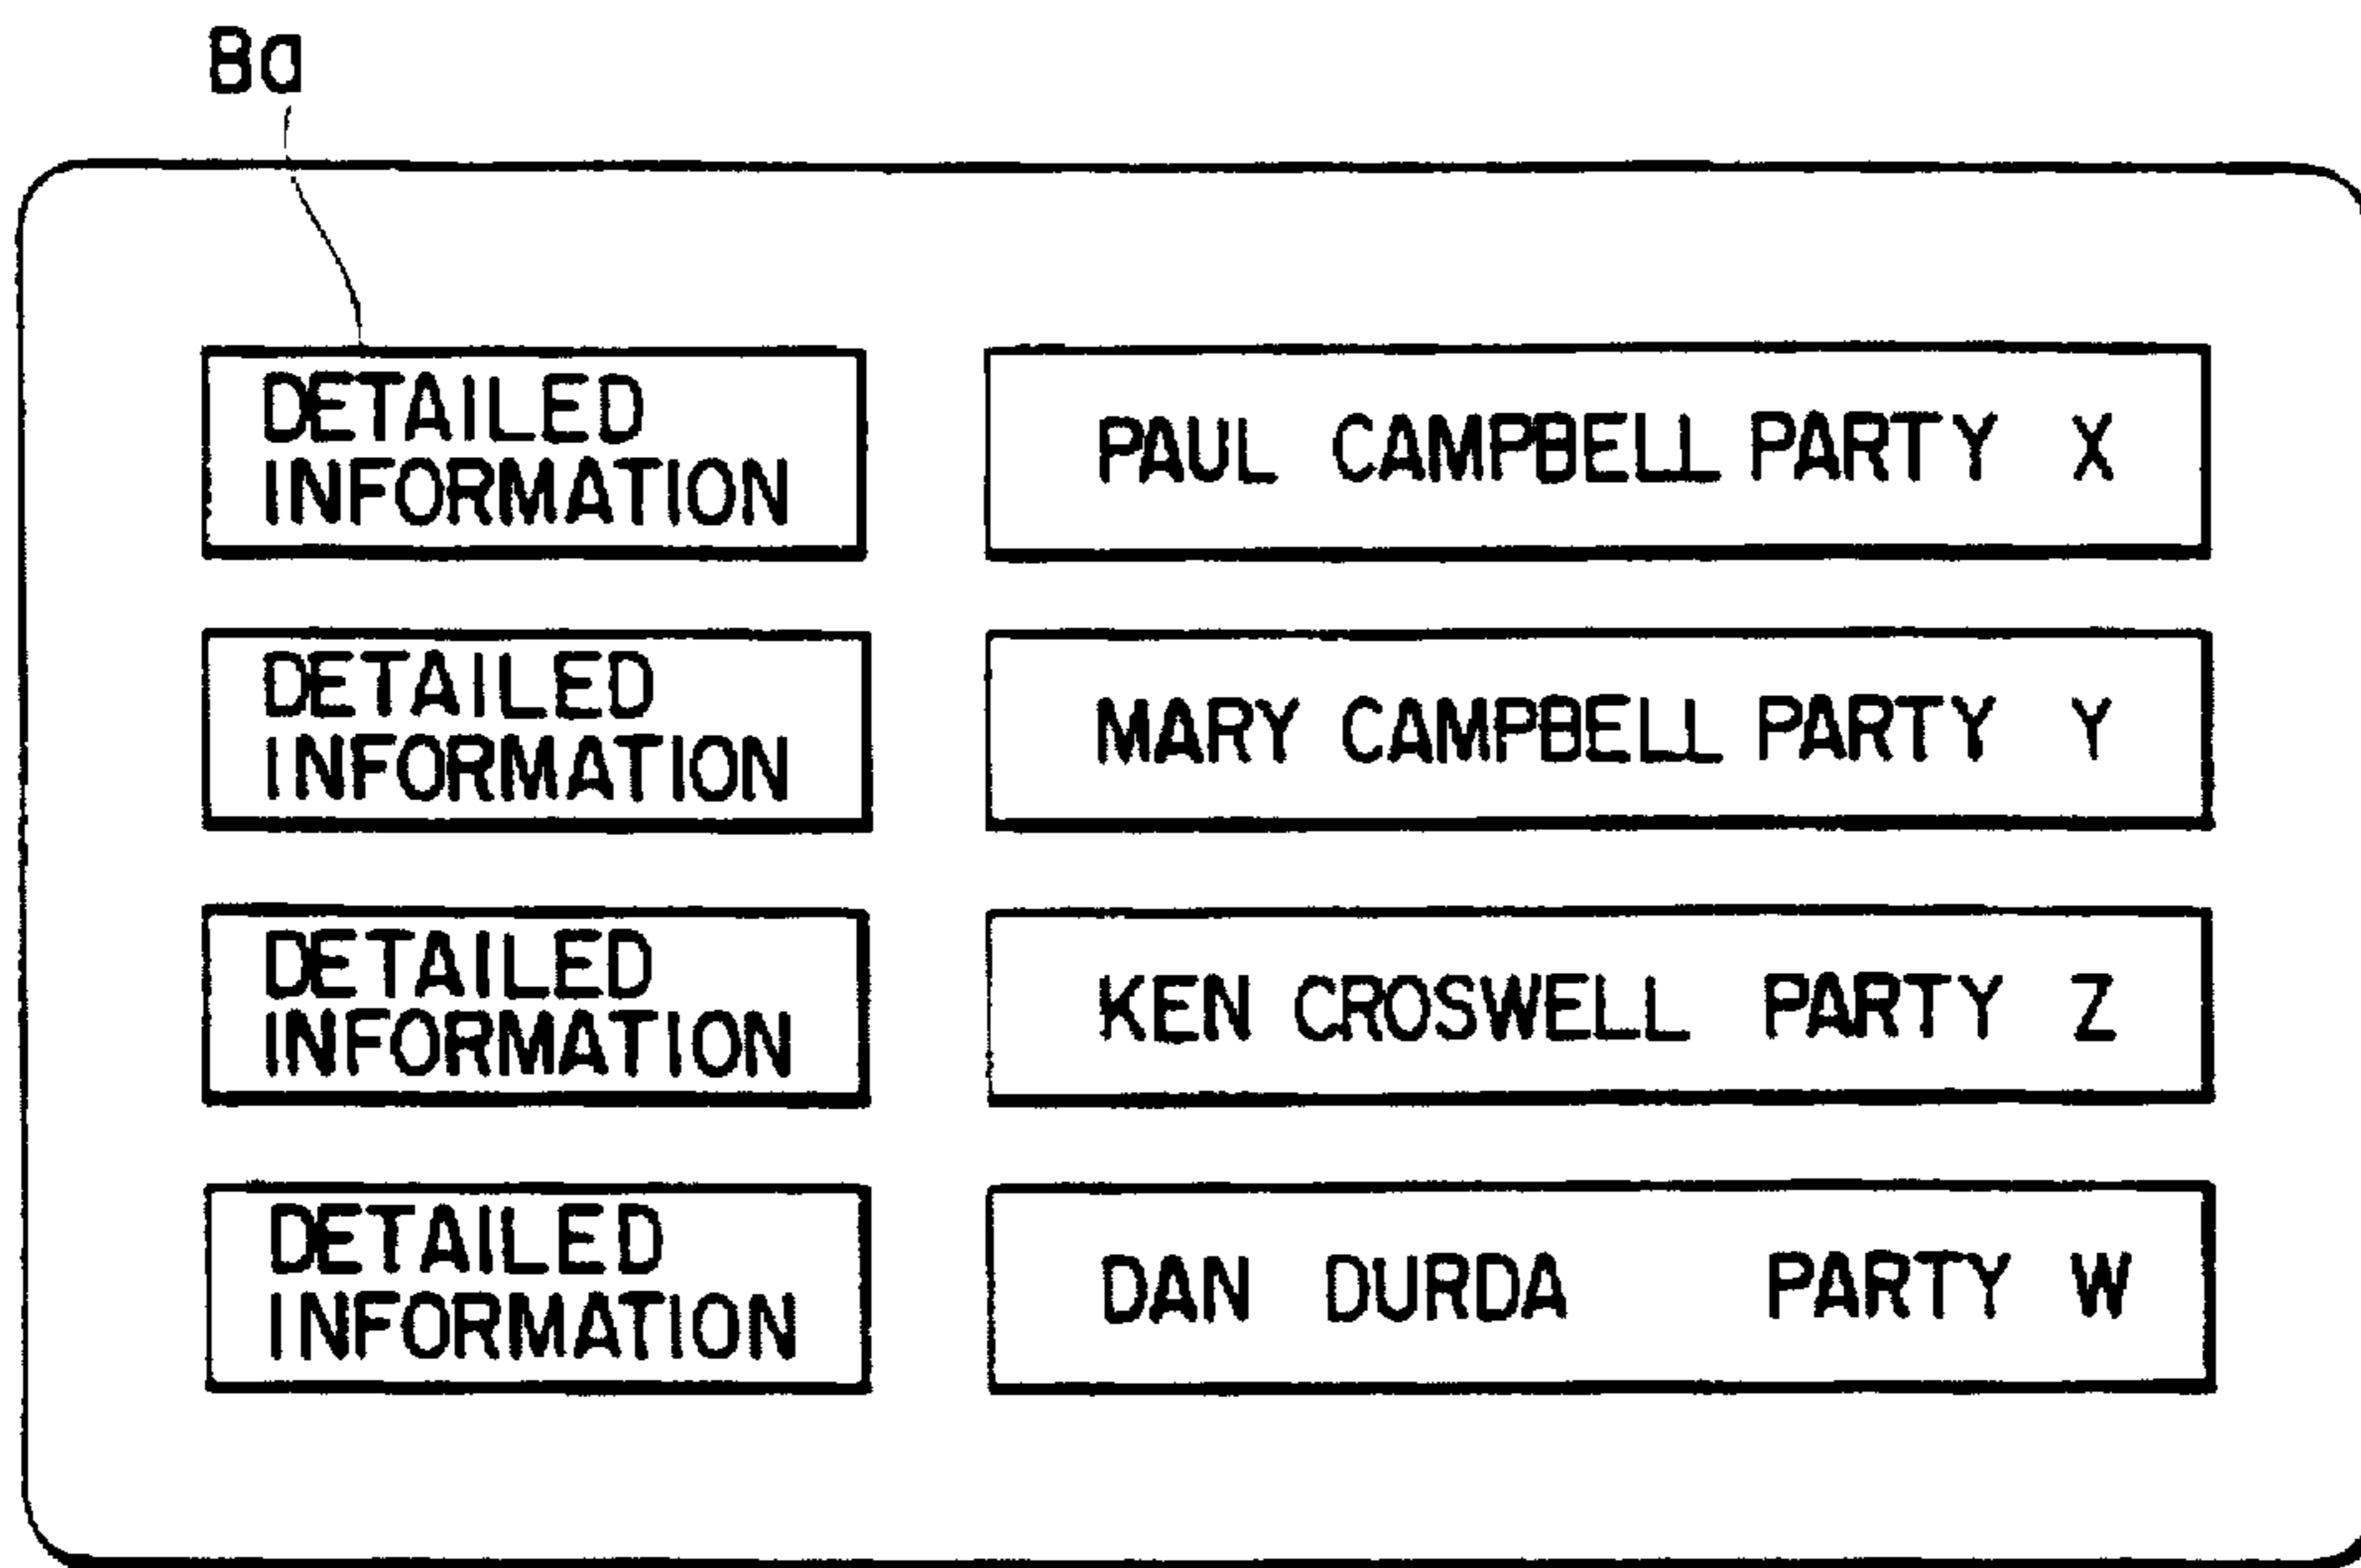 8a
DETAILED
INFORMATION
PAUL CAMPBELL PARTY X
DETAILED
INFORMATION
MARY CAMPBELL PARTY Y
DETAILED
INFORMATION
KEN CROSWELL PARTY Z
DETAILED
INFORMATION
DAN DURDA PARTY W